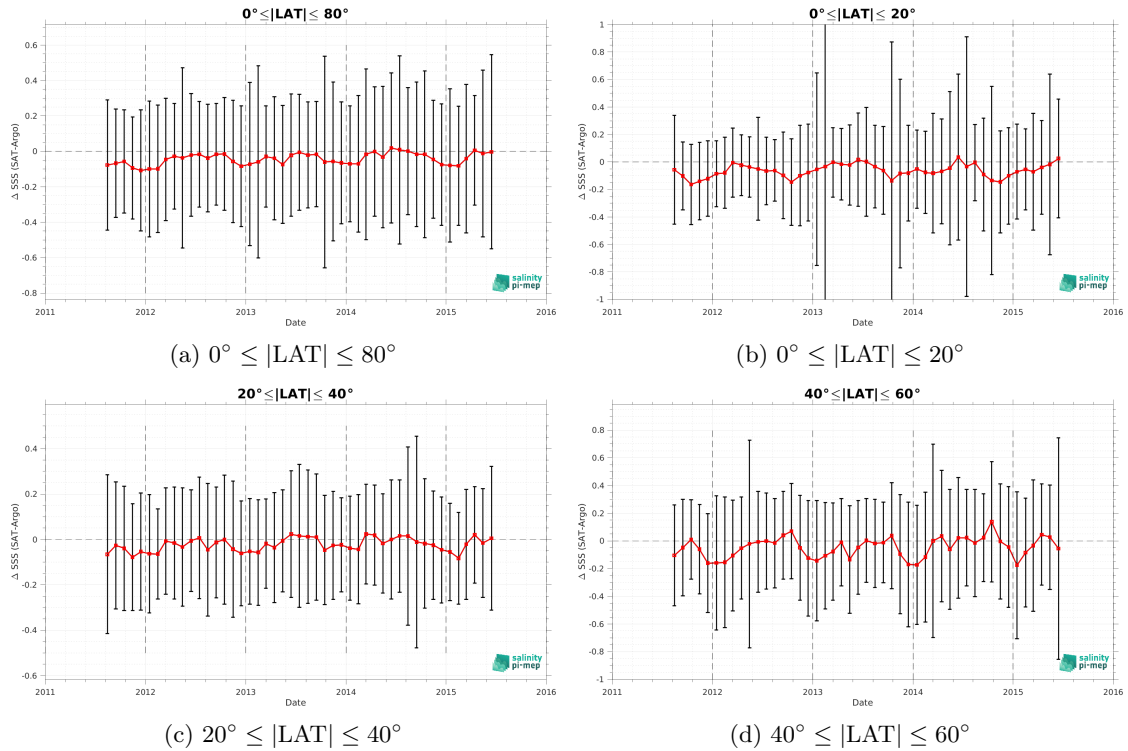 0°≤|LAT|≤ 80°
Δ SSS (SAT-Argo)
0.6
0.4
0.2
0
-0.2
-0.4
-0.6
-0.8
2011 2012 2013 2014 2015 2016
Date
salinity
pi-mep
(a) 0° ≤ |LAT| ≤ 80°
0°≤|LAT|≤ 20°
Δ SSS (SAT-Argo)
1
0.8
0.6
0.4
0.2
0
-0.2
-0.4
-0.6
-0.8
-1
2011 2012 2013 2014 2015 2016
Date
salinity
pi-mep
(b) 0° ≤ |LAT| ≤ 20°
20°≤|LAT|≤ 40°
Δ SSS (SAT-Argo)
0.4
0.2
0
-0.2
-0.4
-0.6
2011 2012 2013 2014 2015 2016
Date
salinity
pi-mep
(c) 20° ≤ |LAT| ≤ 40°
40°≤|LAT|≤ 60°
Δ SSS (SAT-Argo)
0.8
0.6
0.4
0.2
0
-0.2
-0.4
-0.6
-0.8
-1
2011 2012 2013 2014 2015 2016
Date
salinity
pi-mep
(d) 40° ≤ |LAT| ≤ 60°